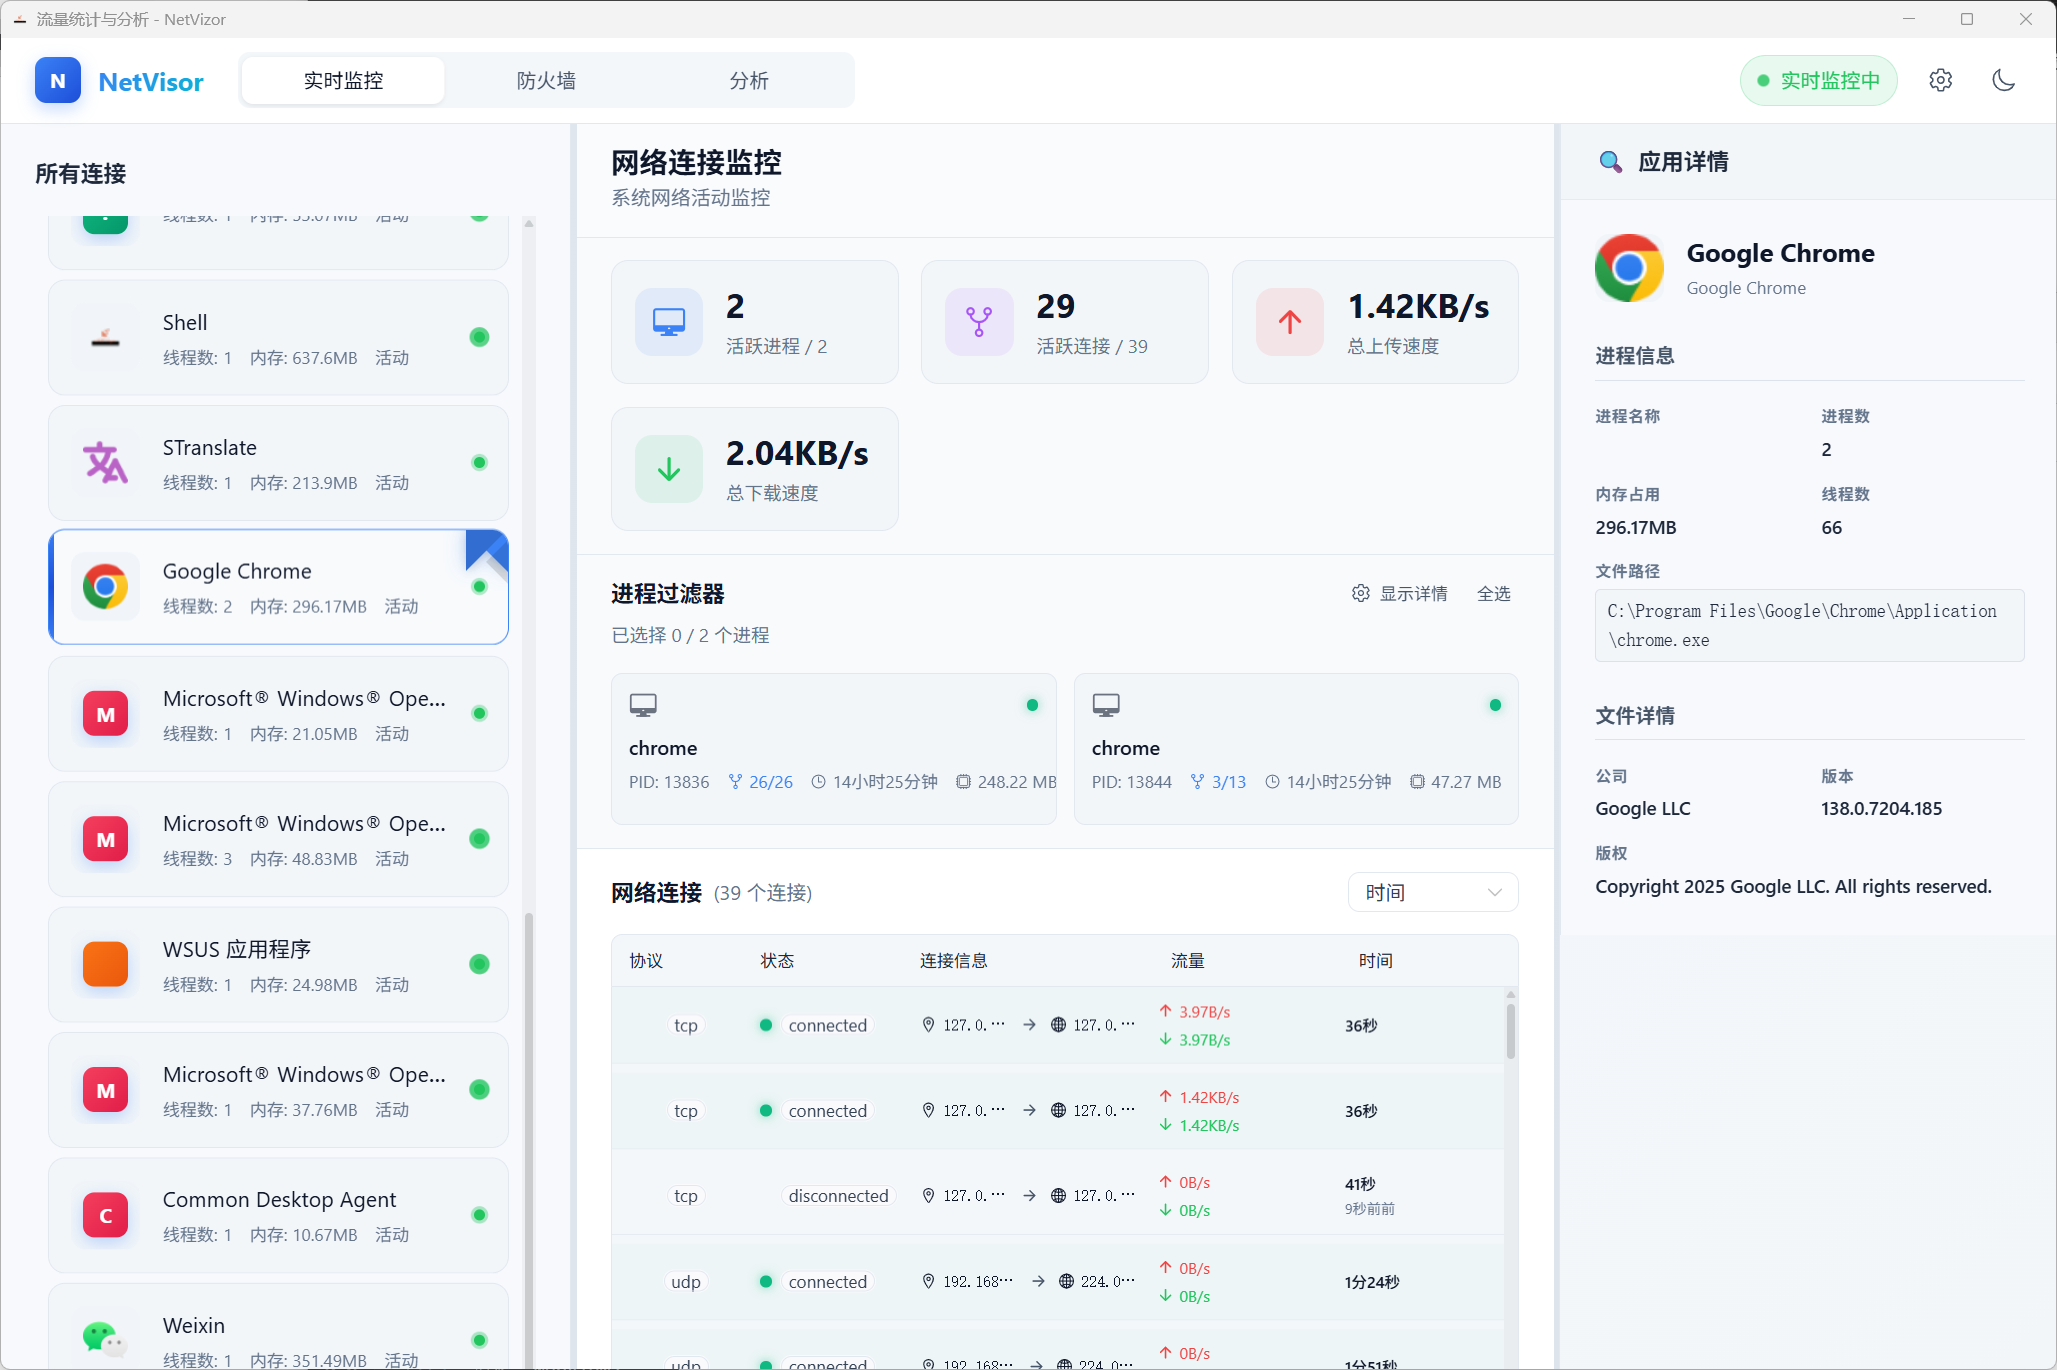 流量统计与分析 - NetVizor
N NetVisor
实时监控
防火墙
分析
实时监控中
所有连接
线程数: 1 内存: 55.07MB 活动
Shell
线程数: 1 内存: 637.6MB 活动
STranslate
线程数: 1 内存: 213.9MB 活动
Google Chrome
线程数: 2 内存: 296.17MB 活动
M
Microsoft® Windows® Ope...
线程数: 1 内存: 21.05MB 活动
M
Microsoft® Windows® Ope...
线程数: 3 内存: 48.83MB 活动
WSUS 应用程序
线程数: 1 内存: 24.98MB 活动
M
Microsoft® Windows® Ope...
线程数: 1 内存: 37.76MB 活动
C
Common Desktop Agent
线程数: 1 内存: 10.67MB 活动
Weixin
线程数: 1 内存: 351.49MB 活动
网络连接监控
系统网络活动监控
2
活跃进程 / 2
29
活跃连接 / 39
1.42KB/s
总上传速度
2.04KB/s
总下载速度
进程过滤器
显示详情 全选
已选择 0 / 2 个进程
chrome
PID: 13836 26/26 14小时25分钟 248.22 MB
chrome
PID: 13844 3/13 14小时25分钟 47.27 MB
网络连接 (39 个连接)
时间
协议 状态 连接信息 流量 时间
tcp connected 127.0.… → 127.0.… ↑ 3.97B/s 36秒
↓ 3.97B/s
tcp connected 127.0.… → 127.0.… ↑ 1.42KB/s 36秒
↓ 1.42KB/s
tcp disconnected 127.0.… → 127.0.… ↑ 0B/s 41秒
↓ 0B/s 9秒前前
udp connected 192.168… → 224.0… ↑ 0B/s 1分24秒
↓ 0B/s
udp connected 192.168… → 224.0… ↑ 0B/s 1分51秒
应用详情
Google Chrome
Google Chrome
进程信息
进程名称 进程数
2
内存占用 线程数
296.17MB 66
文件路径
C:\Program Files\Google\Chrome\Application
\chrome.exe
文件详情
公司 版本
Google LLC 138.0.7204.185
版权
Copyright 2025 Google LLC. All rights reserved.